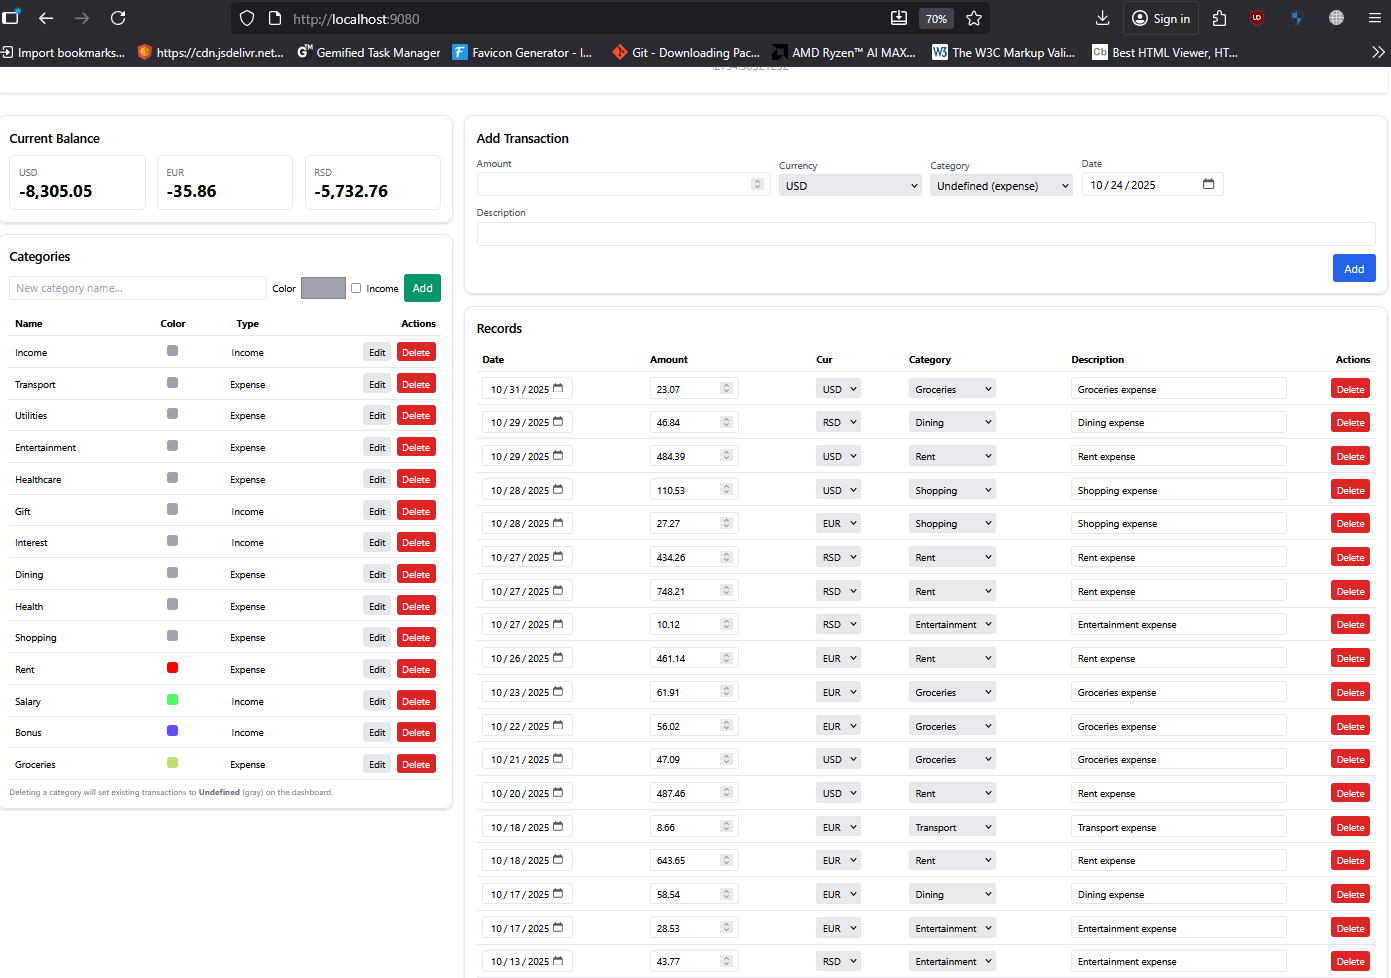 http://localhost:9080
70%
Sign in
Import bookmarks...
https://cdn.jsdelivr.net...
Gemified Task Manager
Favicon Generator - I...
Git - Downloading Pac...
AMD Ryzen™ AI MAX...
The W3C Markup Vali...
Best HTML Viewer, HT...
Current Balance
USD
-8,305.05
EUR
-35.86
RSD
-5,732.76
Categories
New category name...
Color
Income
Add
Name Color Type Actions
Income Income Edit Delete
Transport Expense Edit Delete
Utilities Expense Edit Delete
Entertainment Expense Edit Delete
Healthcare Expense Edit Delete
Gift Income Edit Delete
Interest Income Edit Delete
Dining Expense Edit Delete
Health Expense Edit Delete
Shopping Expense Edit Delete
Rent Expense Edit Delete
Salary Income Edit Delete
Bonus Income Edit Delete
Groceries Expense Edit Delete
Deleting a category will set existing transactions to Undefined (gray) on the dashboard.
Add Transaction
Amount Currency Category Date
USD Undefined (expense) 10 / 24 / 2025
Description
Add
Records
Date Amount Cur Category Description Actions
10 / 31 / 2025 23.07 USD Groceries Groceries expense Delete
10 / 29 / 2025 46.84 RSD Dining Dining expense Delete
10 / 29 / 2025 484.39 USD Rent Rent expense Delete
10 / 28 / 2025 110.53 USD Shopping Shopping expense Delete
10 / 28 / 2025 27.27 EUR Shopping Shopping expense Delete
10 / 27 / 2025 434.26 RSD Rent Rent expense Delete
10 / 27 / 2025 748.21 RSD Rent Rent expense Delete
10 / 27 / 2025 10.12 RSD Entertainment Entertainment expense Delete
10 / 26 / 2025 461.14 EUR Rent Rent expense Delete
10 / 23 / 2025 61.91 EUR Groceries Groceries expense Delete
10 / 22 / 2025 56.02 EUR Groceries Groceries expense Delete
10 / 21 / 2025 47.09 USD Groceries Groceries expense Delete
10 / 20 / 2025 487.46 USD Rent Rent expense Delete
10 / 18 / 2025 8.66 EUR Transport Transport expense Delete
10 / 18 / 2025 643.65 EUR Rent Rent expense Delete
10 / 17 / 2025 58.54 EUR Dining Dining expense Delete
10 / 17 / 2025 28.53 EUR Entertainment Entertainment expense Delete
10 / 13 / 2025 43.77 RSD Entertainment Entertainment expense Delete